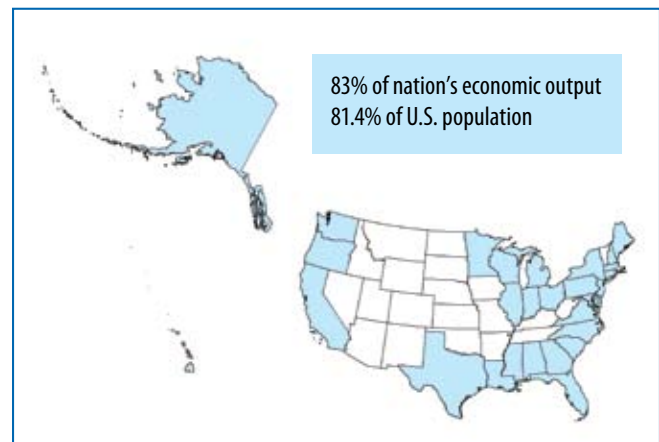 83% of nation’s economic output
81.4% of U.S. population